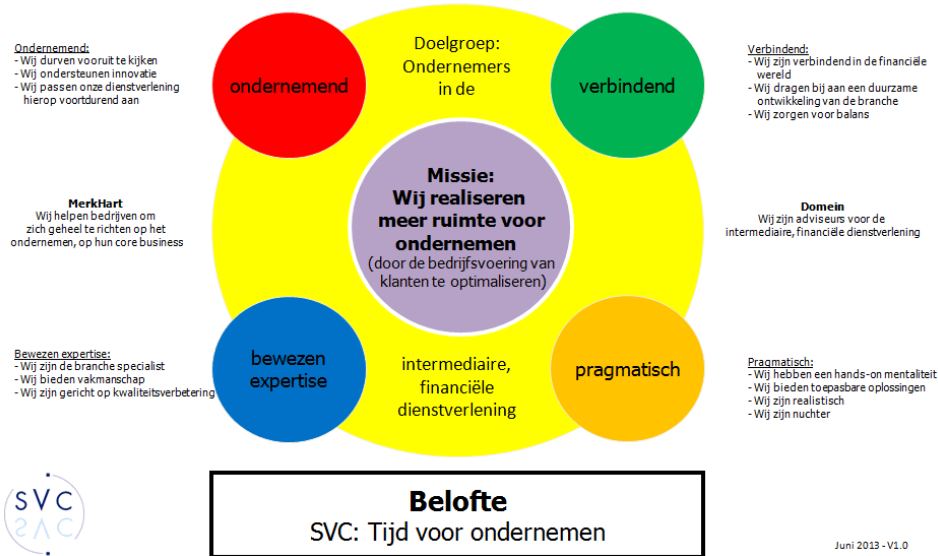 Ondernemend:
- Wij durven vooruit te kijken
- Wij ondersteunen innovatie
- Wij passen onze dienstverlening
hierop voortdurend aan
ondernemend
Doelgroep:
Ondernemers
in de
verbindend
Verbindend:
- Wij zijn verbindend in de financiële
wereld
- Wij dragen bij aan een duurzame
ontwikkeling van de branche
- Wij zorgen voor balans
MerkHart
Wij helpen bedrijven om
zich geheel te richten op het
ondernemen, op hun core business
Missie:
Wij realiseren
meer ruimte voor
ondernemen
(door de bedrijfsvoering van
klanten te optimaliseren)
Domein
Wij zijn adviseurs voor de
intermediaire, financiële dienstverlening
Bewezen expertise:
- Wij zijn de branche specialist
- Wij bieden vakmanschap
- Wij zijn gericht op kwaliteitsverbetering
bewezen
expertise
intermediaire,
financiële
dienstverlening
pragmatisch
Pragmatisch:
- Wij hebben een hands-on mentaliteit
- Wij bieden toepasbare oplossingen
- Wij zijn realistisch
- Wij zijn nuchter
SVC
Belofte
SVC: Tijd voor ondernemen
Juni 2013 - V1.0